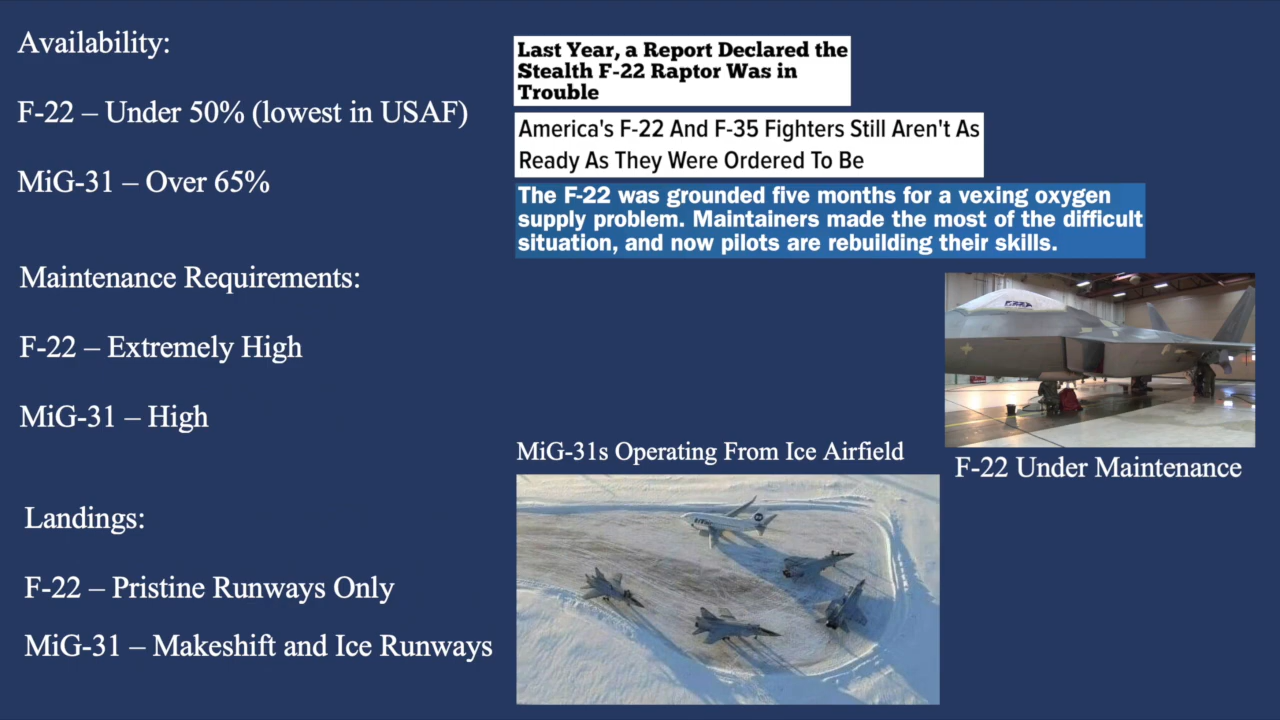 Availability:
F-22 – Under 50% (lowest in USAF)
MiG-31 – Over 65%
Maintenance Requirements:
F-22 – Extremely High
MiG-31 – High
Landings:
F-22 – Pristine Runways Only
MiG-31 – Makeshift and Ice Runways
Last Year, a Report Declared the
Stealth F-22 Raptor Was in
Trouble
America's F-22 And F-35 Fighters Still Aren't As
Ready As They Were Ordered To Be
The F-22 was grounded five months for a vexing oxygen
supply problem. Maintainers made the most of the difficult
situation, and now pilots are rebuilding their skills.
MiG-31s Operating From Ice Airfield
F-22 Under Maintenance